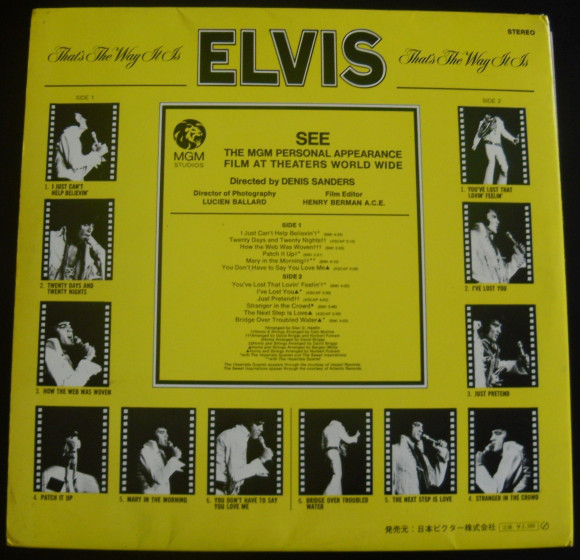 STEREO
That's The Way It Is
ELVIS
That's The Way It Is
SIDE 1
SIDE 2
MGM
STUDIOS
SEE
THE MGM PERSONAL APPEARANCE
FILM AT THEATERS WORLD WIDE
Directed by DENIS SANDERS
Director of Photography
LUCIEN BALLARD
Film Editor
HENRY BERMAN A.C.E.
SIDE 1
I Just Can't Help Believin'†*
Twenty Days and Twenty Nights††
How the Web Was Woven†††
Patch It Up†*
Mary in the Morning††*
You Don't Have to Say You Love Me▲
SIDE 2
You've Lost That Lovin' Feelin'†*
I've Lost You▲*
Just Pretend††
Stranger in the Crowd*
The Next Step Is Love▲
Bridge Over Troubled Water▲*
1. I JUST CAN'T
HELP BELIEVIN'
2. TWENTY DAYS AND
TWENTY NIGHTS
3. HOW THE WEB WAS WOVEN
4. PATCH IT UP
5. MARY IN THE MORNING
6. YOU DON'T HAVE TO SAY
YOU LOVE ME
1. YOU'VE LOST THAT
LOVIN' FEELIN'
2. I'VE LOST YOU
3. JUST PRETEND
6. BRIDGE OVER TROUBLED
WATER
5. THE NEXT STEP IS LOVE
4. STRANGER IN THE CROWD
発売元：日本ビクター株式会社